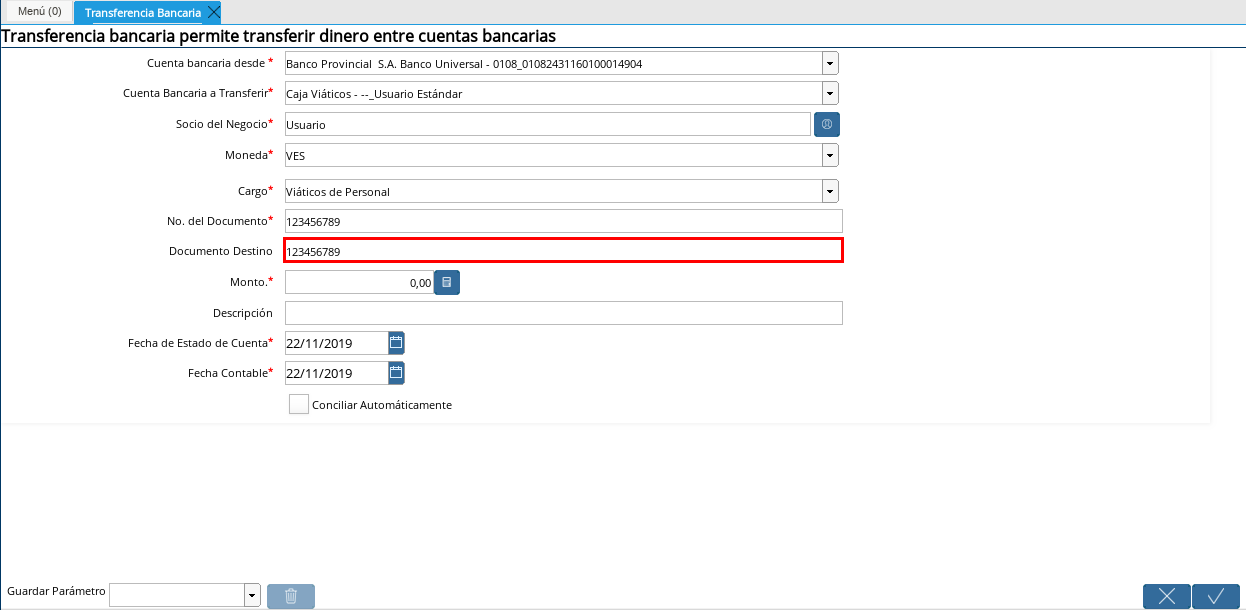 Menú (0)
Transferencia Bancaria
Transferencia bancaria permite transferir dinero entre cuentas bancarias
Cuenta bancaria desde * Banco Provincial S.A. Banco Universal - 0108_01082431160100014904
Cuenta Bancaria a Transferir* Caja Viáticos - --_Usuario Estándar
Socio del Negocio* Usuario
Moneda* VES
Cargo* Viáticos de Personal
No. del Documento* 123456789
Documento Destino 123456789
Monto.* 0,00
Descripción
Fecha de Estado de Cuenta* 22/11/2019
Fecha Contable* 22/11/2019
Conciliar Automáticamente
Guardar Parámetro